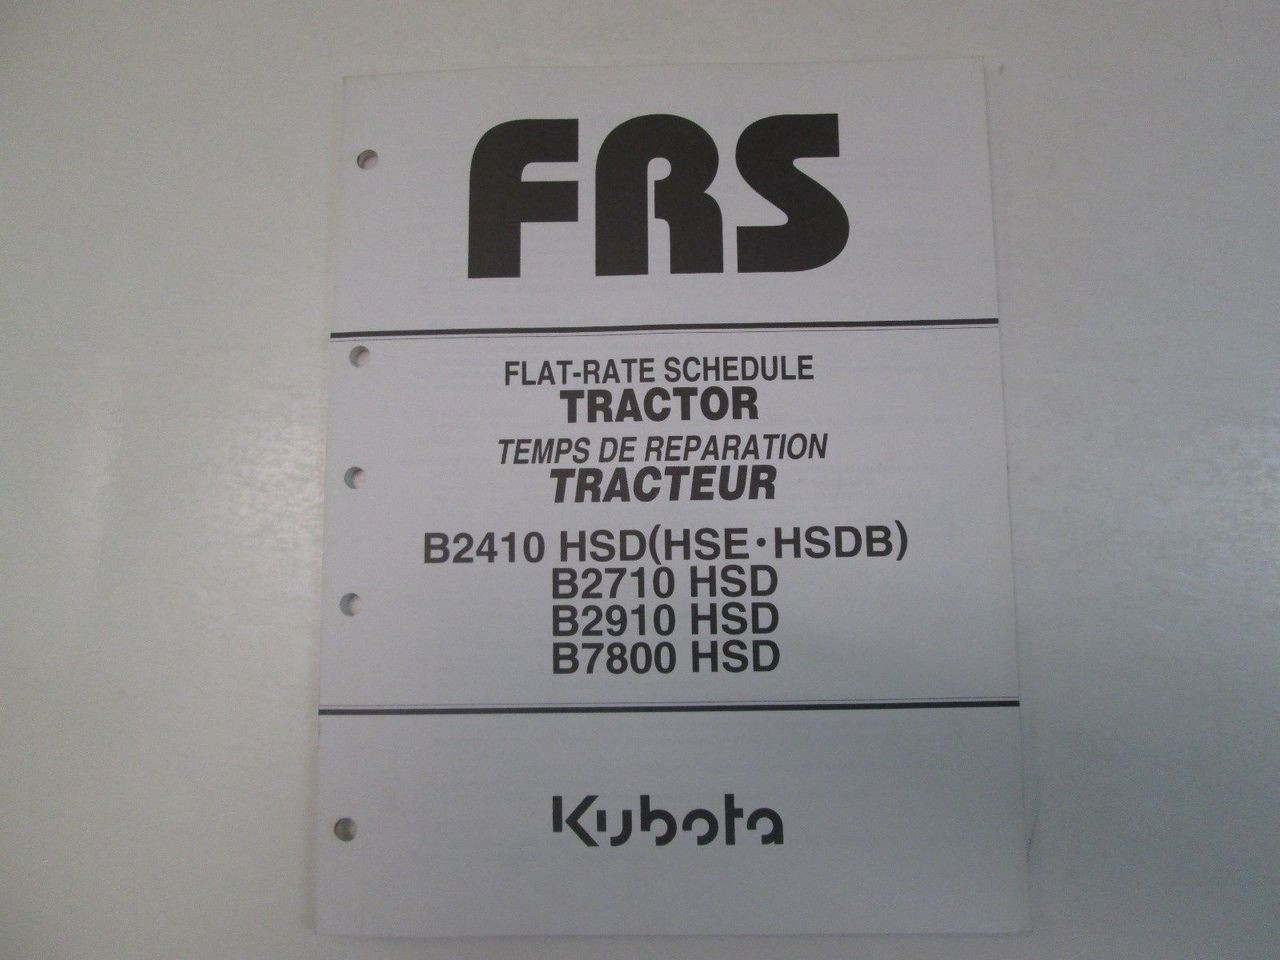 FRS
FLAT-RATE SCHEDULE
TRACTOR
TEMPS DE REPARATION
TRACTEUR
B2410 HSD(HSE・HSDB)
B2710 HSD
B2910 HSD
B7800 HSD
Kubota